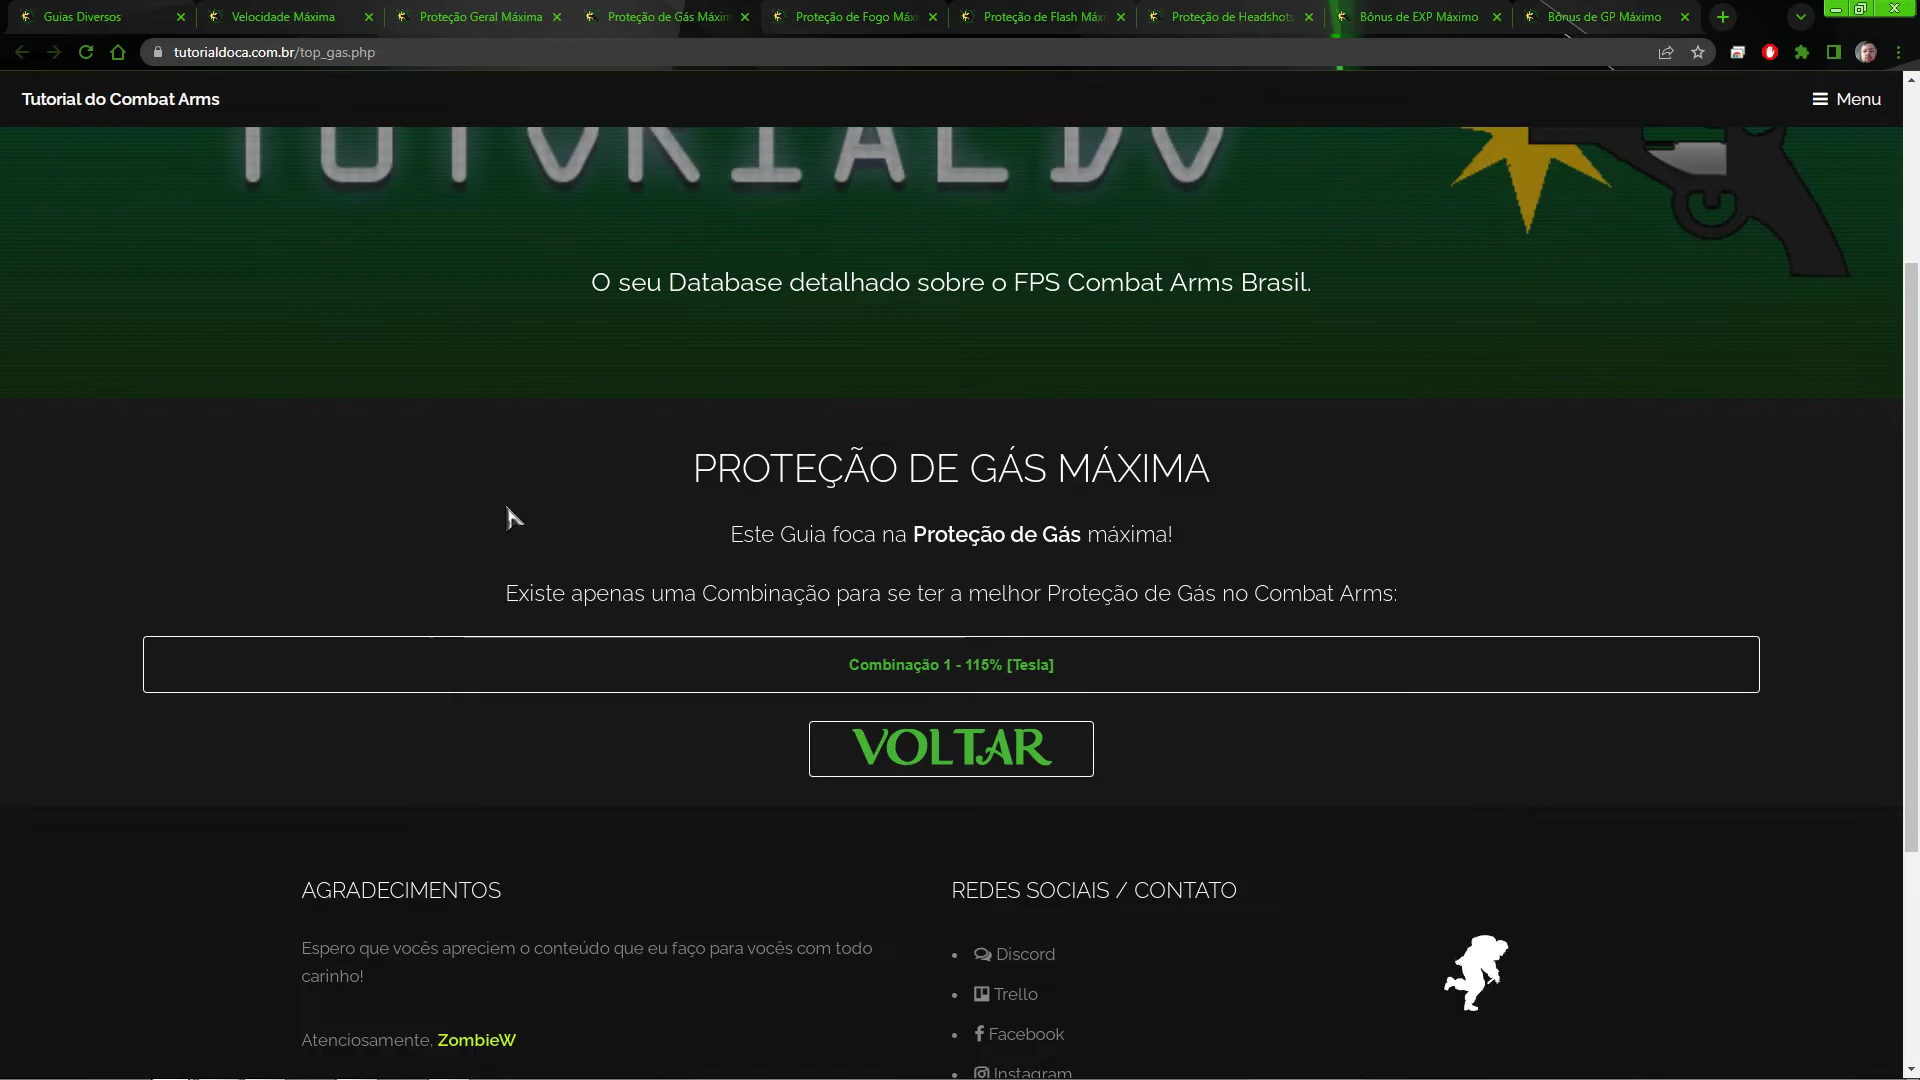 Guias Diversos
Velocidade Máxima
Proteção Geral Máxima
Proteção de Gás Máxim
Proteção de Fogo Máxi
Proteção de Flash Máxi
Proteção de Headshots
Bônus de EXP Máximo
Bônus de GP Máximo
tutorialdoca.com.br/top_gas.php
Tutorial do Combat Arms
Menu
TUTORIAL DO
O seu Database detalhado sobre o FPS Combat Arms Brasil.
PROTEÇÃO DE GÁS MÁXIMA
Este Guia foca na Proteção de Gás máxima!
Existe apenas uma Combinação para se ter a melhor Proteção de Gás no Combat Arms:
Combinação 1 - 115% [Tesla]
VOLTAR
AGRADECIMENTOS
Espero que vocês apreciem o conteúdo que eu faço para vocês com todo
carinho!
Atenciosamente, ZombieW
REDES SOCIAIS / CONTATO
Discord
Trello
Facebook
Instagram